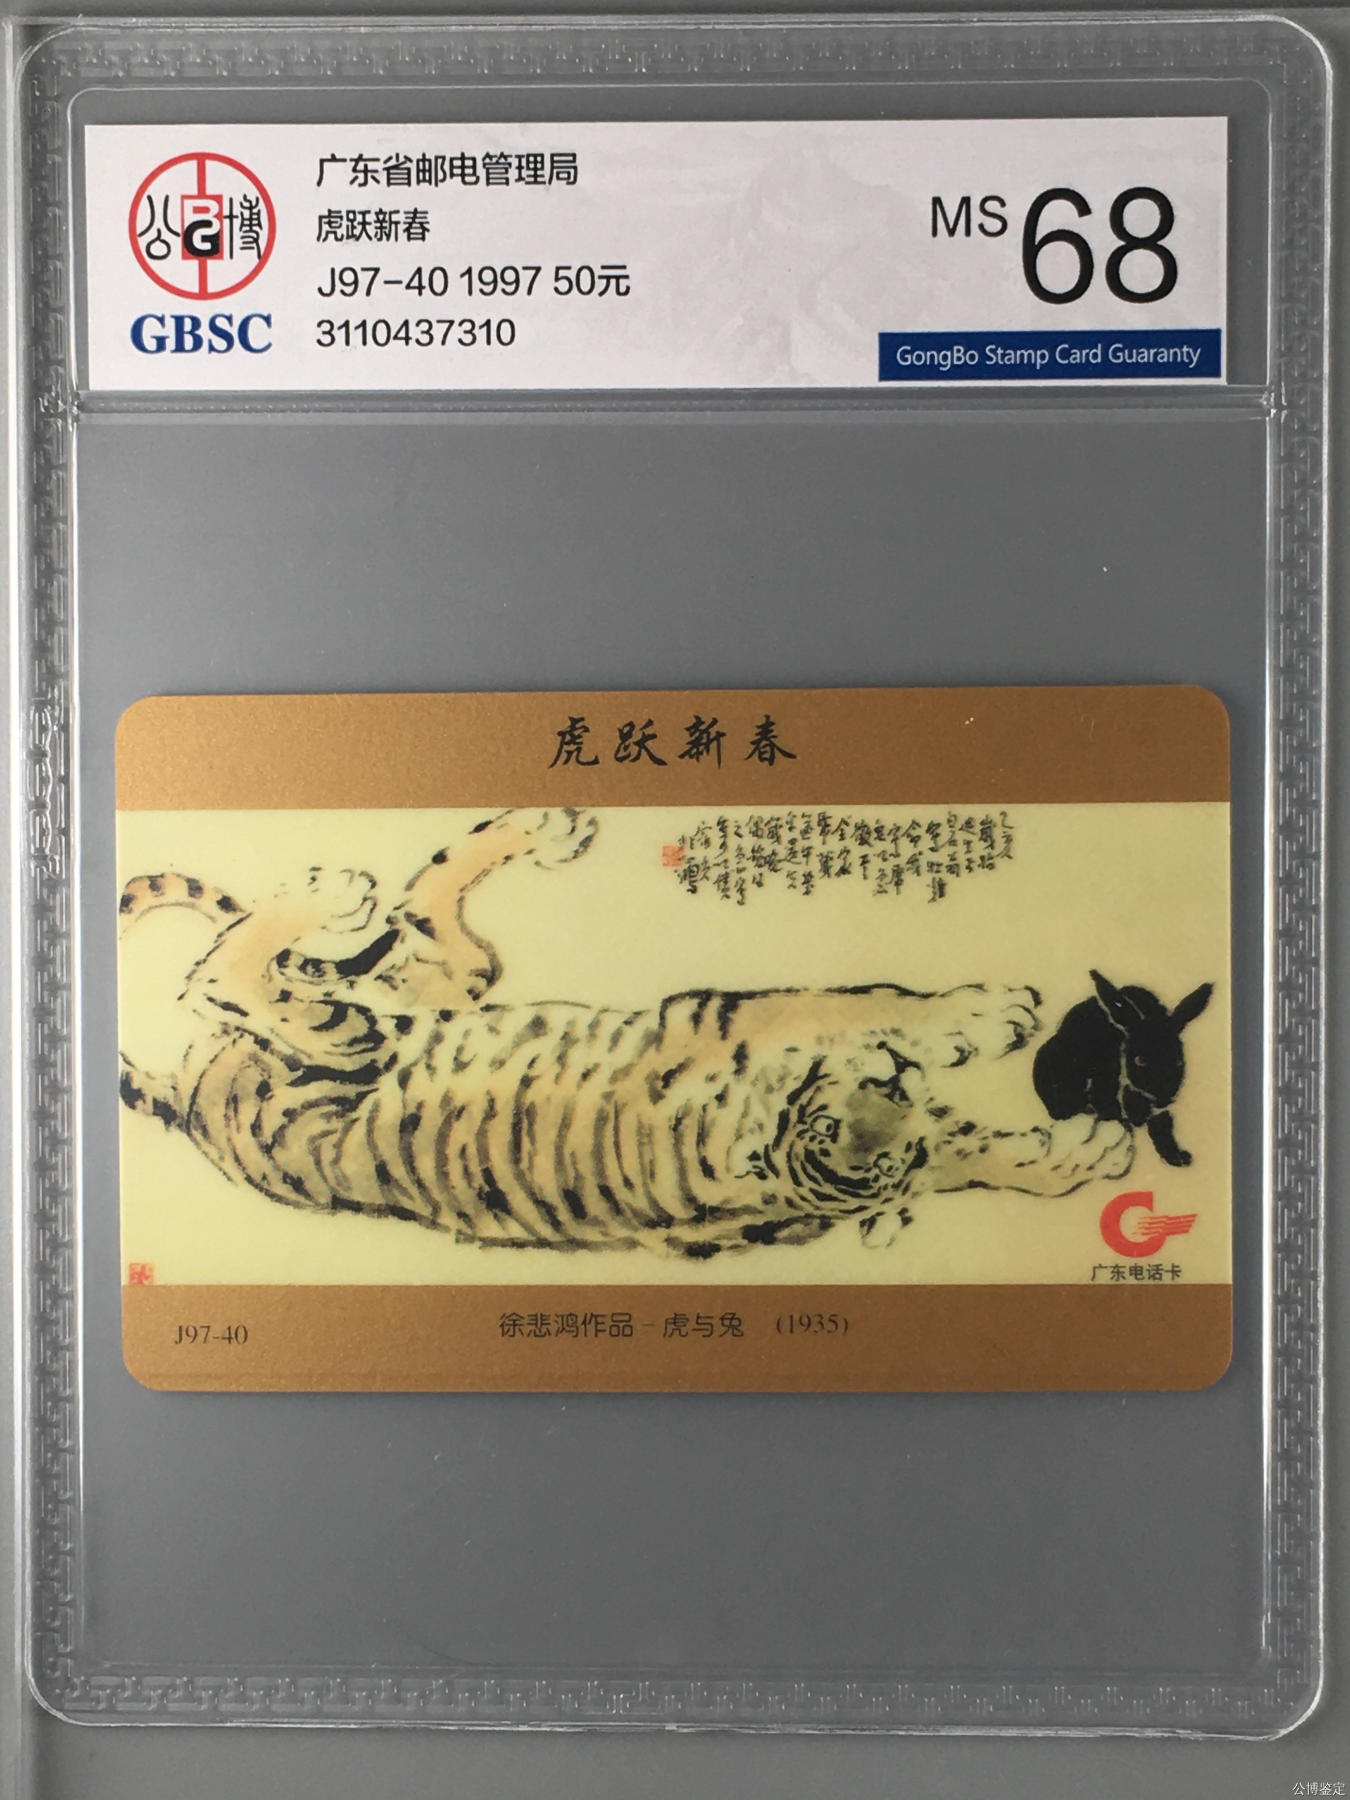 公博
BG
GBSC
广东省邮电管理局
虎跃新春
J97-40 1997 50元
3110437310
MS 68
GongBo Stamp Card Guaranty
虎跃新春
广东电话卡
J97-40
徐悲鸿作品-虎与兔 (1935)
公博鉴定